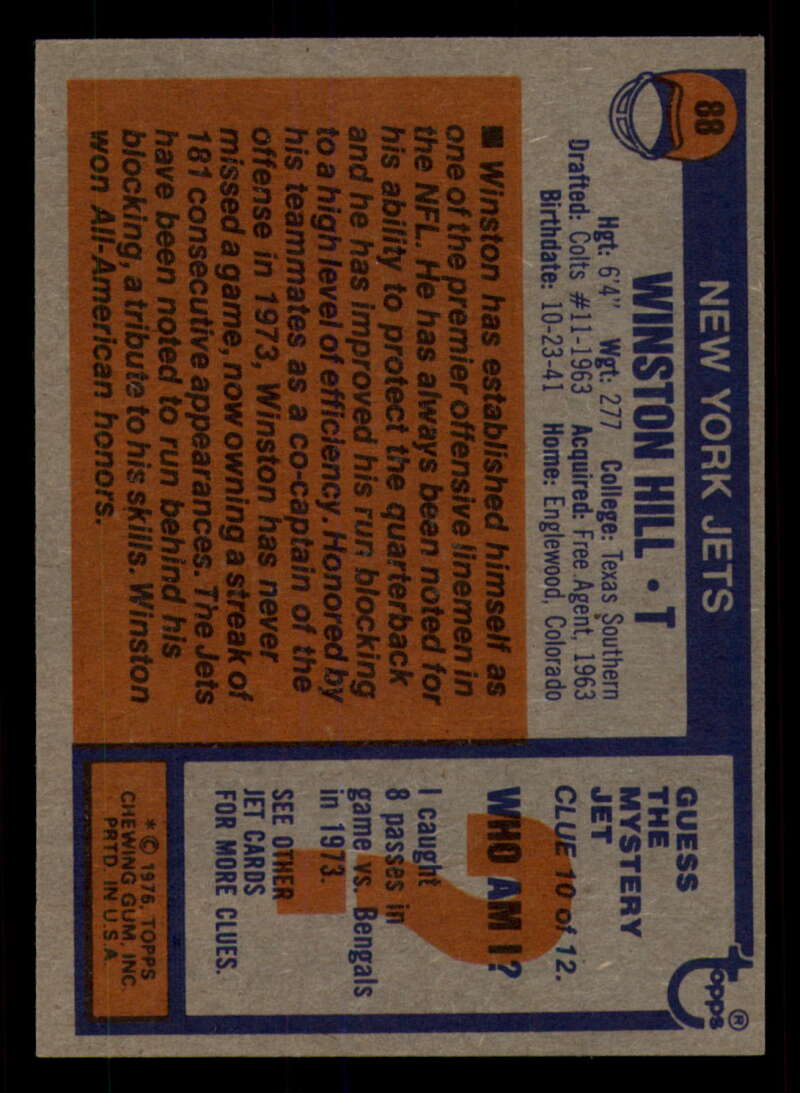 88
NEW YORK JETS
WINSTON HILL • T
Hgt: 6'4" Wgt: 277 College: Texas Southern
Drafted: Colts #11-1963 Acquired: Free Agent, 1963
Birthdate: 10-23-41 Home: Englewood, Colorado
■ Winston has established himself as
one of the premier offensive linemen in
the NFL. He has always been noted for
his ability to protect the quarterback
and he has improved his run blocking
to a high level of efficiency. Honored by
his teammates as a co-captain of the
offense in 1973, Winston has never
missed a game, now owning a streak of
181 consecutive appearances. The Jets
have been noted to run behind his
blocking, a tribute to his skills. Winston
won All-American honors.
topps®
GUESS
THE
MYSTERY
JET
CLUE 10 of 12.
?
WHO AM I?
I caught
8 passes in
game vs. Bengals
in 1973.
SEE OTHER
JET CARDS
FOR MORE CLUES.
* © 1976. TOPPS
CHEWING GUM, INC.
PRTD. IN U.S.A